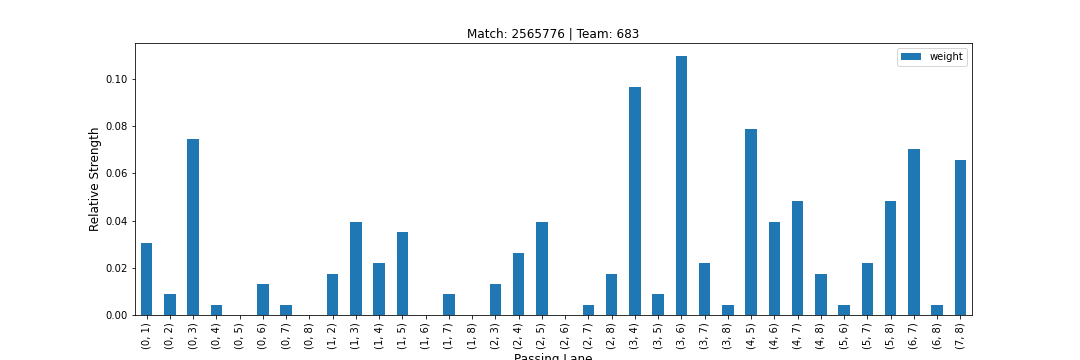 Match: 2565776 | Team: 683
weight
Relative Strength
0.10
0.08
0.06
0.04
0.02
0.00
(0, 1) (0, 2) (0, 3) (0, 4) (0, 5) (0, 6) (0, 7) (0, 8) (1, 2) (1, 3) (1, 4) (1, 5) (1, 6) (1, 7) (1, 8) (2, 3) (2, 4) (2, 5) (2, 6) (2, 7) (2, 8) (3, 4) (3, 5) (3, 6) (3, 7) (3, 8) (4, 5) (4, 6) (4, 7) (4, 8) (5, 6) (5, 7) (5, 8) (6, 7) (6, 8) (7, 8)
Passing Lane